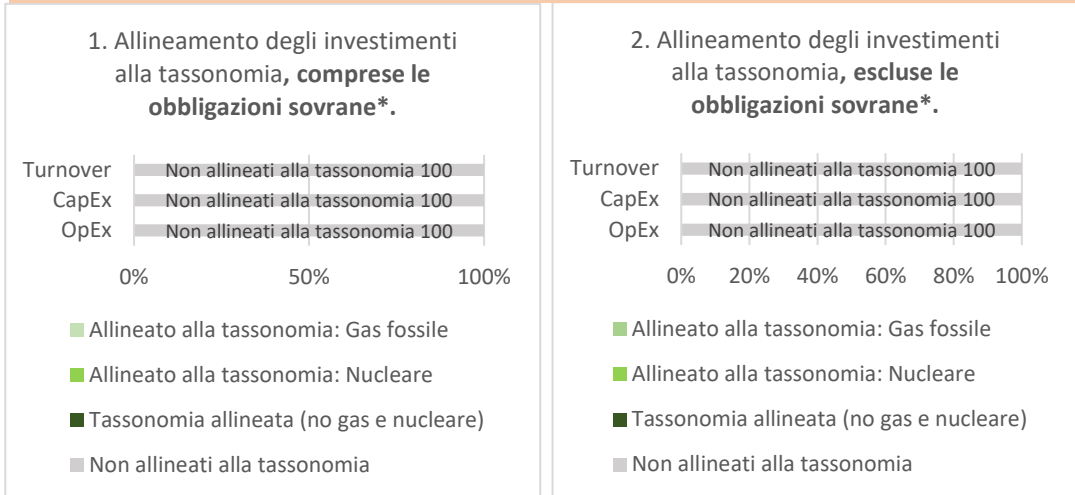 1. Allineamento degli investimenti
alla tassonomia, comprese le
obbligazioni sovrane*.
Turnover
Non allineati alla tassonomia 100
CapEx
Non allineati alla tassonomia 100
OpEx
Non allineati alla tassonomia 100
0% 50% 100%
Allineato alla tassonomia: Gas fossile
Allineato alla tassonomia: Nucleare
Tassonomia allineata (no gas e nucleare)
Non allineati alla tassonomia
2. Allineamento degli investimenti
alla tassonomia, escluse le
obbligazioni sovrane*.
Turnover
Non allineati alla tassonomia 100
CapEx
Non allineati alla tassonomia 100
OpEx
Non allineati alla tassonomia 100
0% 20% 40% 60% 80% 100%
Allineato alla tassonomia: Gas fossile
Allineato alla tassonomia: Nucleare
Tassonomia allineata (no gas e nucleare)
Non allineati alla tassonomia